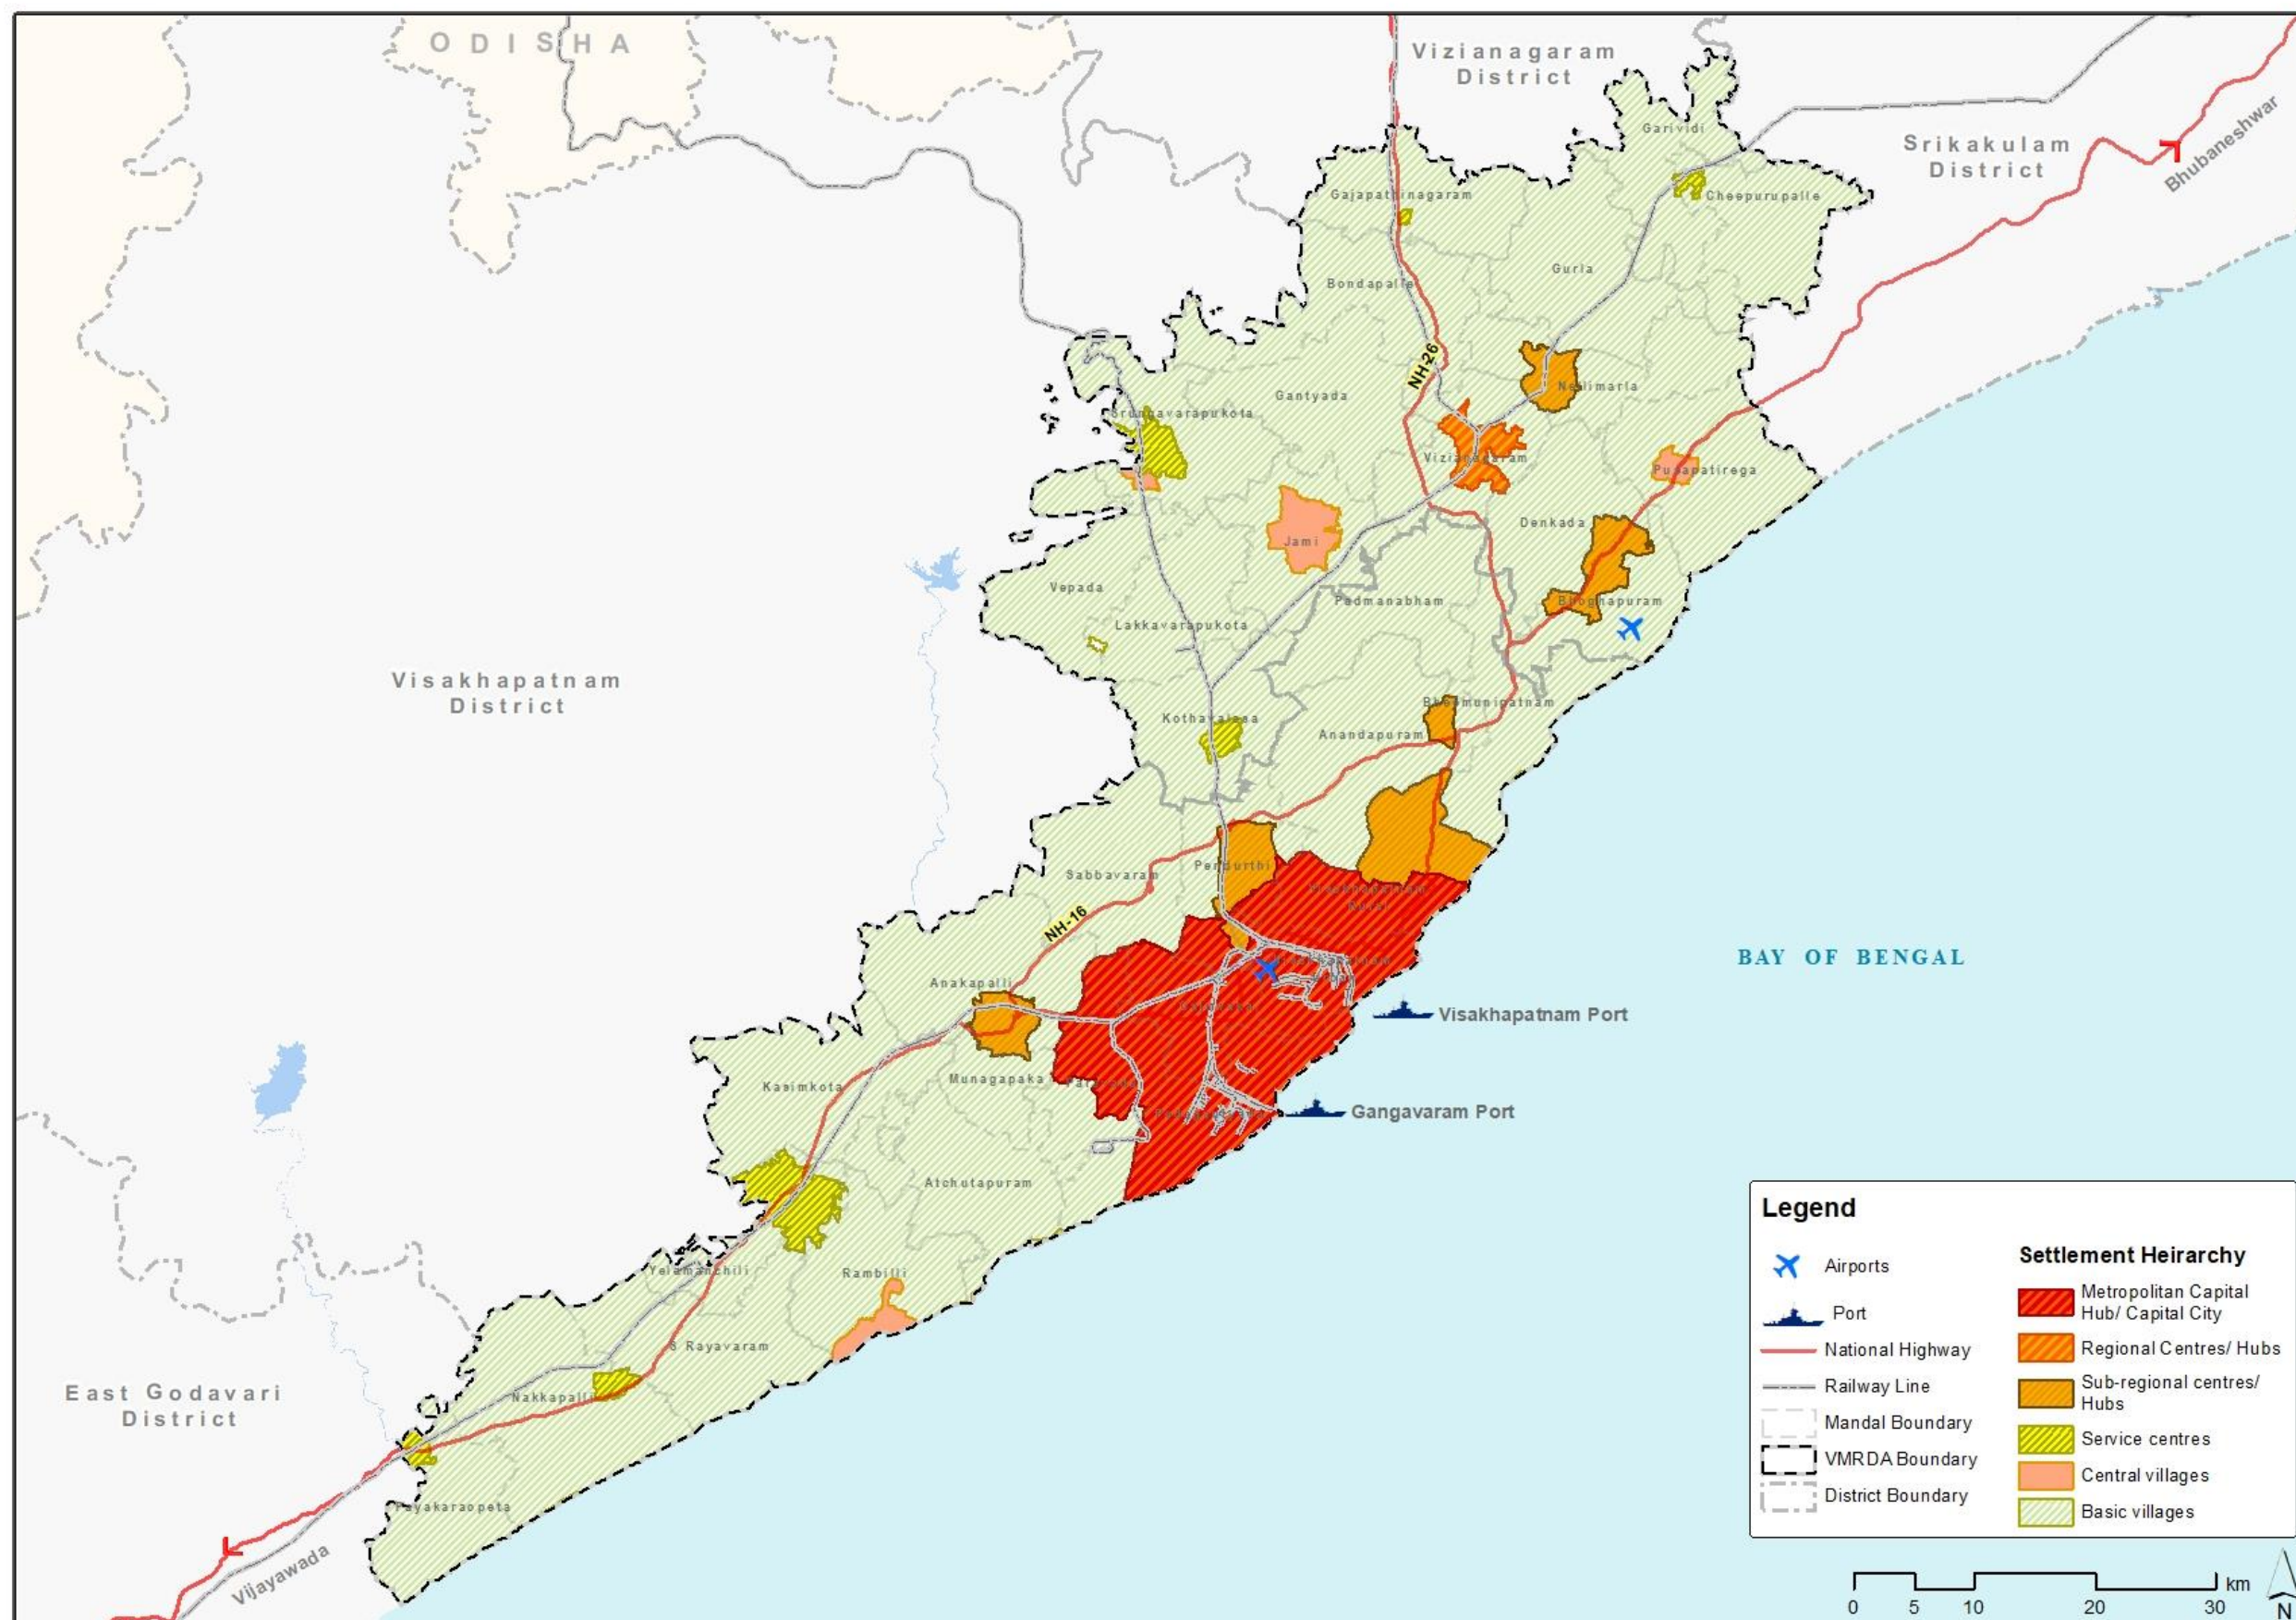 ODISHA
Vizianagaram
District
Srikakulam
District
Bhubaneshwar
Garividi
Gajapathinagaram
Cheepurupalle
Gurla
Bondapalle
NH-26
Nellimarla
Gantyada
Srungavarapukota
Vizianagaram
Pusapatirega
Denkada
Jami
Vepada
Padmanabham
Bhoghapuram
Lakkavarapukota
Visakhapatnam
District
Bheemunipatnam
Kothavalasa
Anandapuram
Pendurthi
Sabbavaram
Visakhapatnam
Rural
NH-16
BAY OF BENGAL
Anakapalli
Visakhapatnam
Visakhapatnam Port
Munagapaka
Kasimkota
Gangavaram Port
Atchutapuram
Yelamanchili
Rambilli
S Rayavaram
East Godavari
District
Nakkapalli
Payakaraopeta
Vijayawada
Legend
Airports
Port
National Highway
Railway Line
Mandal Boundary
VMRDA Boundary
District Boundary
Settlement Heirarchy
Metropolitan Capital
Hub/ Capital City
Regional Centres/ Hubs
Sub-regional centres/
Hubs
Service centres
Central villages
Basic villages
km
0 5 10 20 30
N